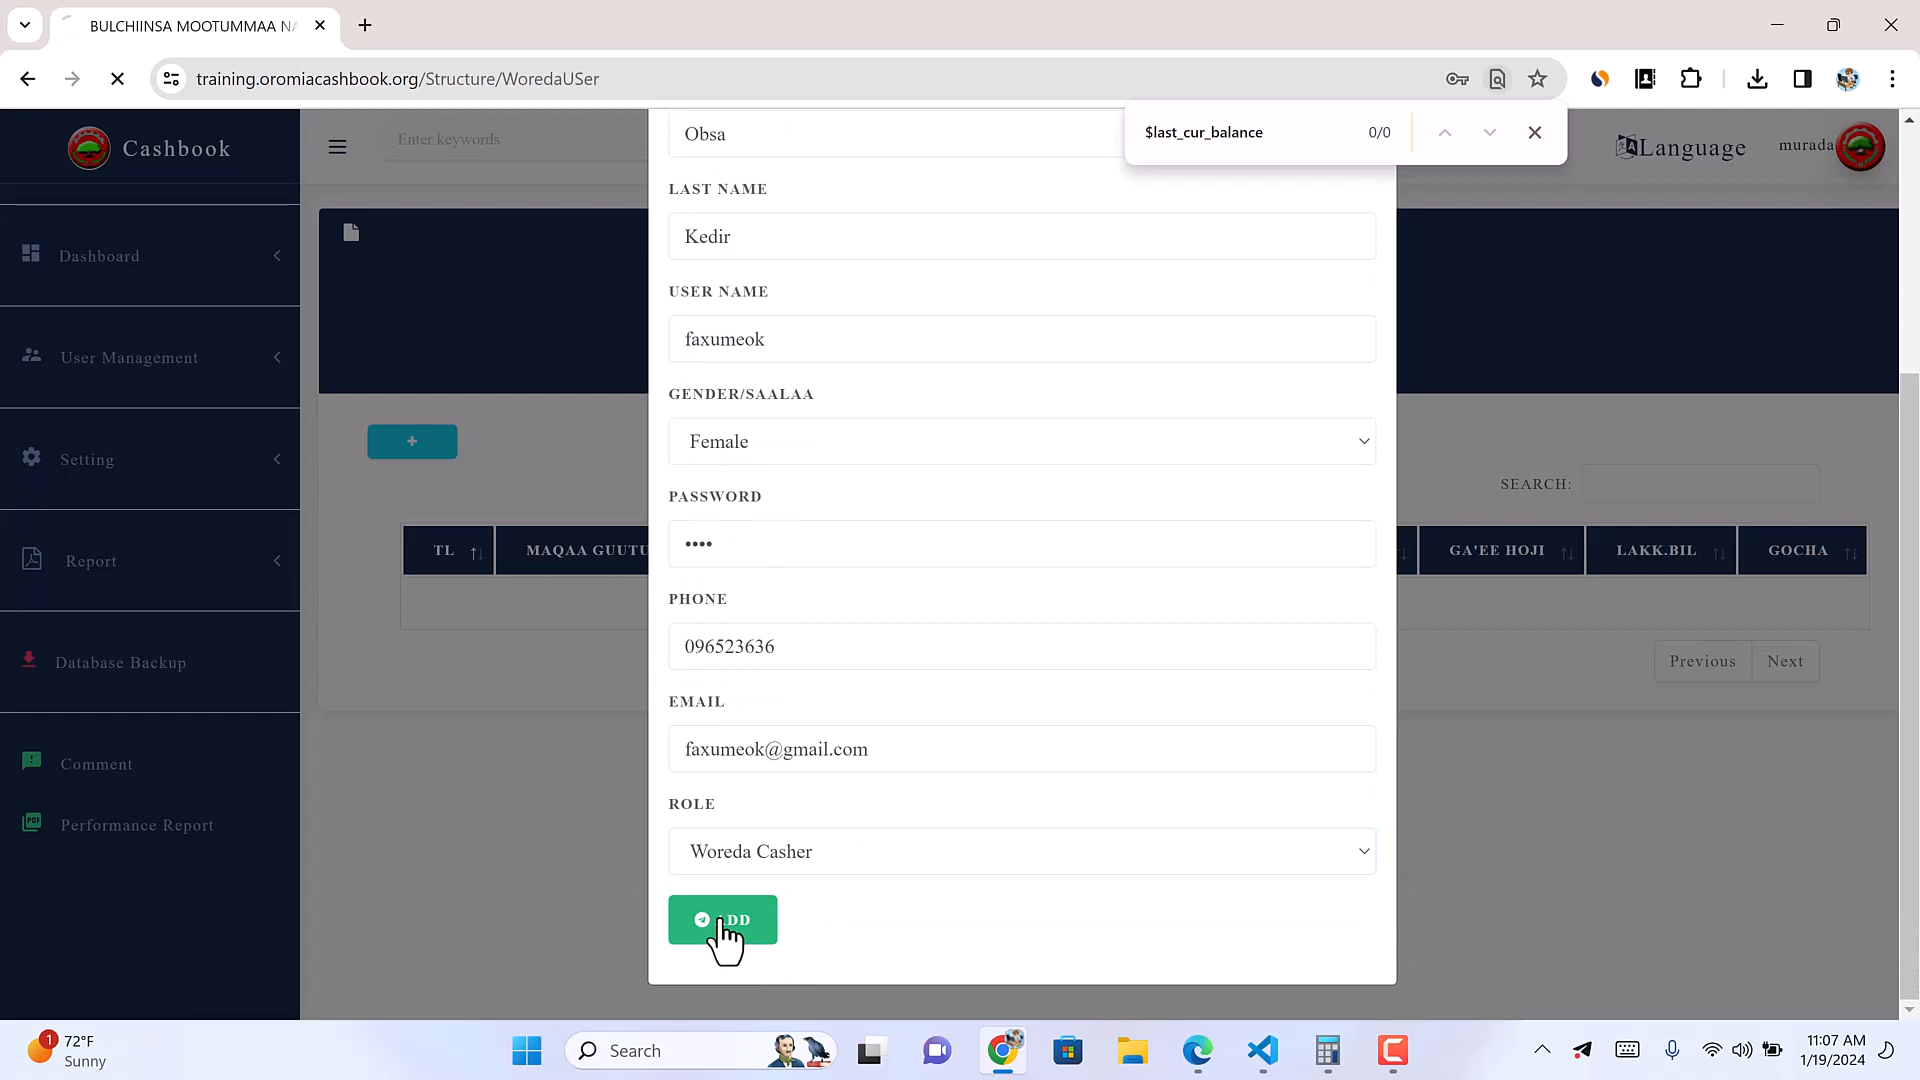 BULCHIINSA MOOTUMMAA NA
training.oromiacashbook.org/Structure/WoredaUSer
$last_cur_balance 0/0
Cashbook
Enter keywords
Language
murada
Dashboard
User Management
Setting
Report
Database Backup
Comment
Performance Report
Obsa
LAST NAME
Kedir
USER NAME
faxumeok
GENDER/SAALAA
Female
PASSWORD
••••
PHONE
096523636
EMAIL
faxumeok@gmail.com
ROLE
Woreda Casher
DD
+
SEARCH:
TL MAQAA GUUTU GA'EE HOJI LAKK.BIL GOCHA
Previous Next
1
72°F
Sunny
Search
11:07 AM
1/19/2024